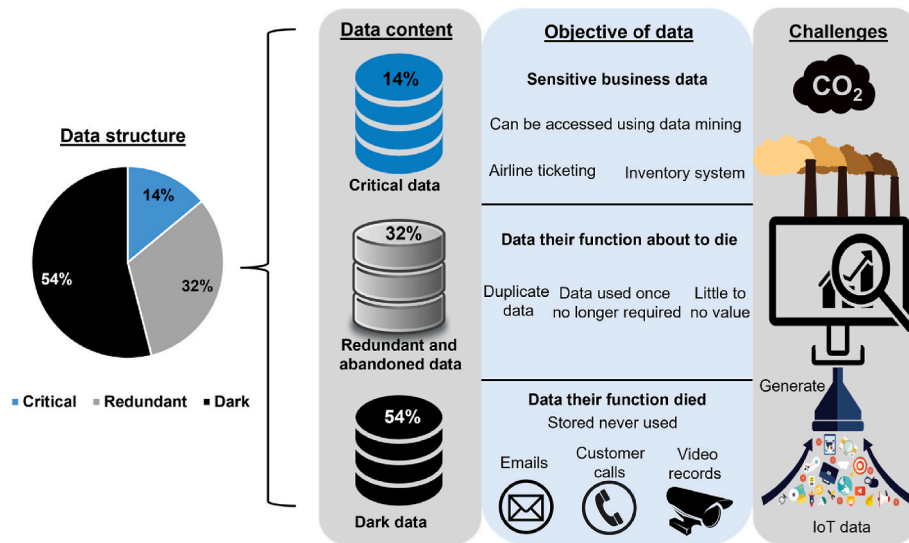 Data structure
14%
32%
54%
Critical
Redundant
Dark
Data content
14%
Critical data
32%
Redundant and
abandoned data
54%
Dark data
Objective of data
Sensitive business data
Can be accessed using data mining
Airline ticketing
Inventory system
Data their function about to die
Duplicate
data
Data used once
no longer required
Little to
no value
Data their function died
Stored never used
Emails
Customer
calls
Video
records
Challenges
CO2
Generate
IoT data